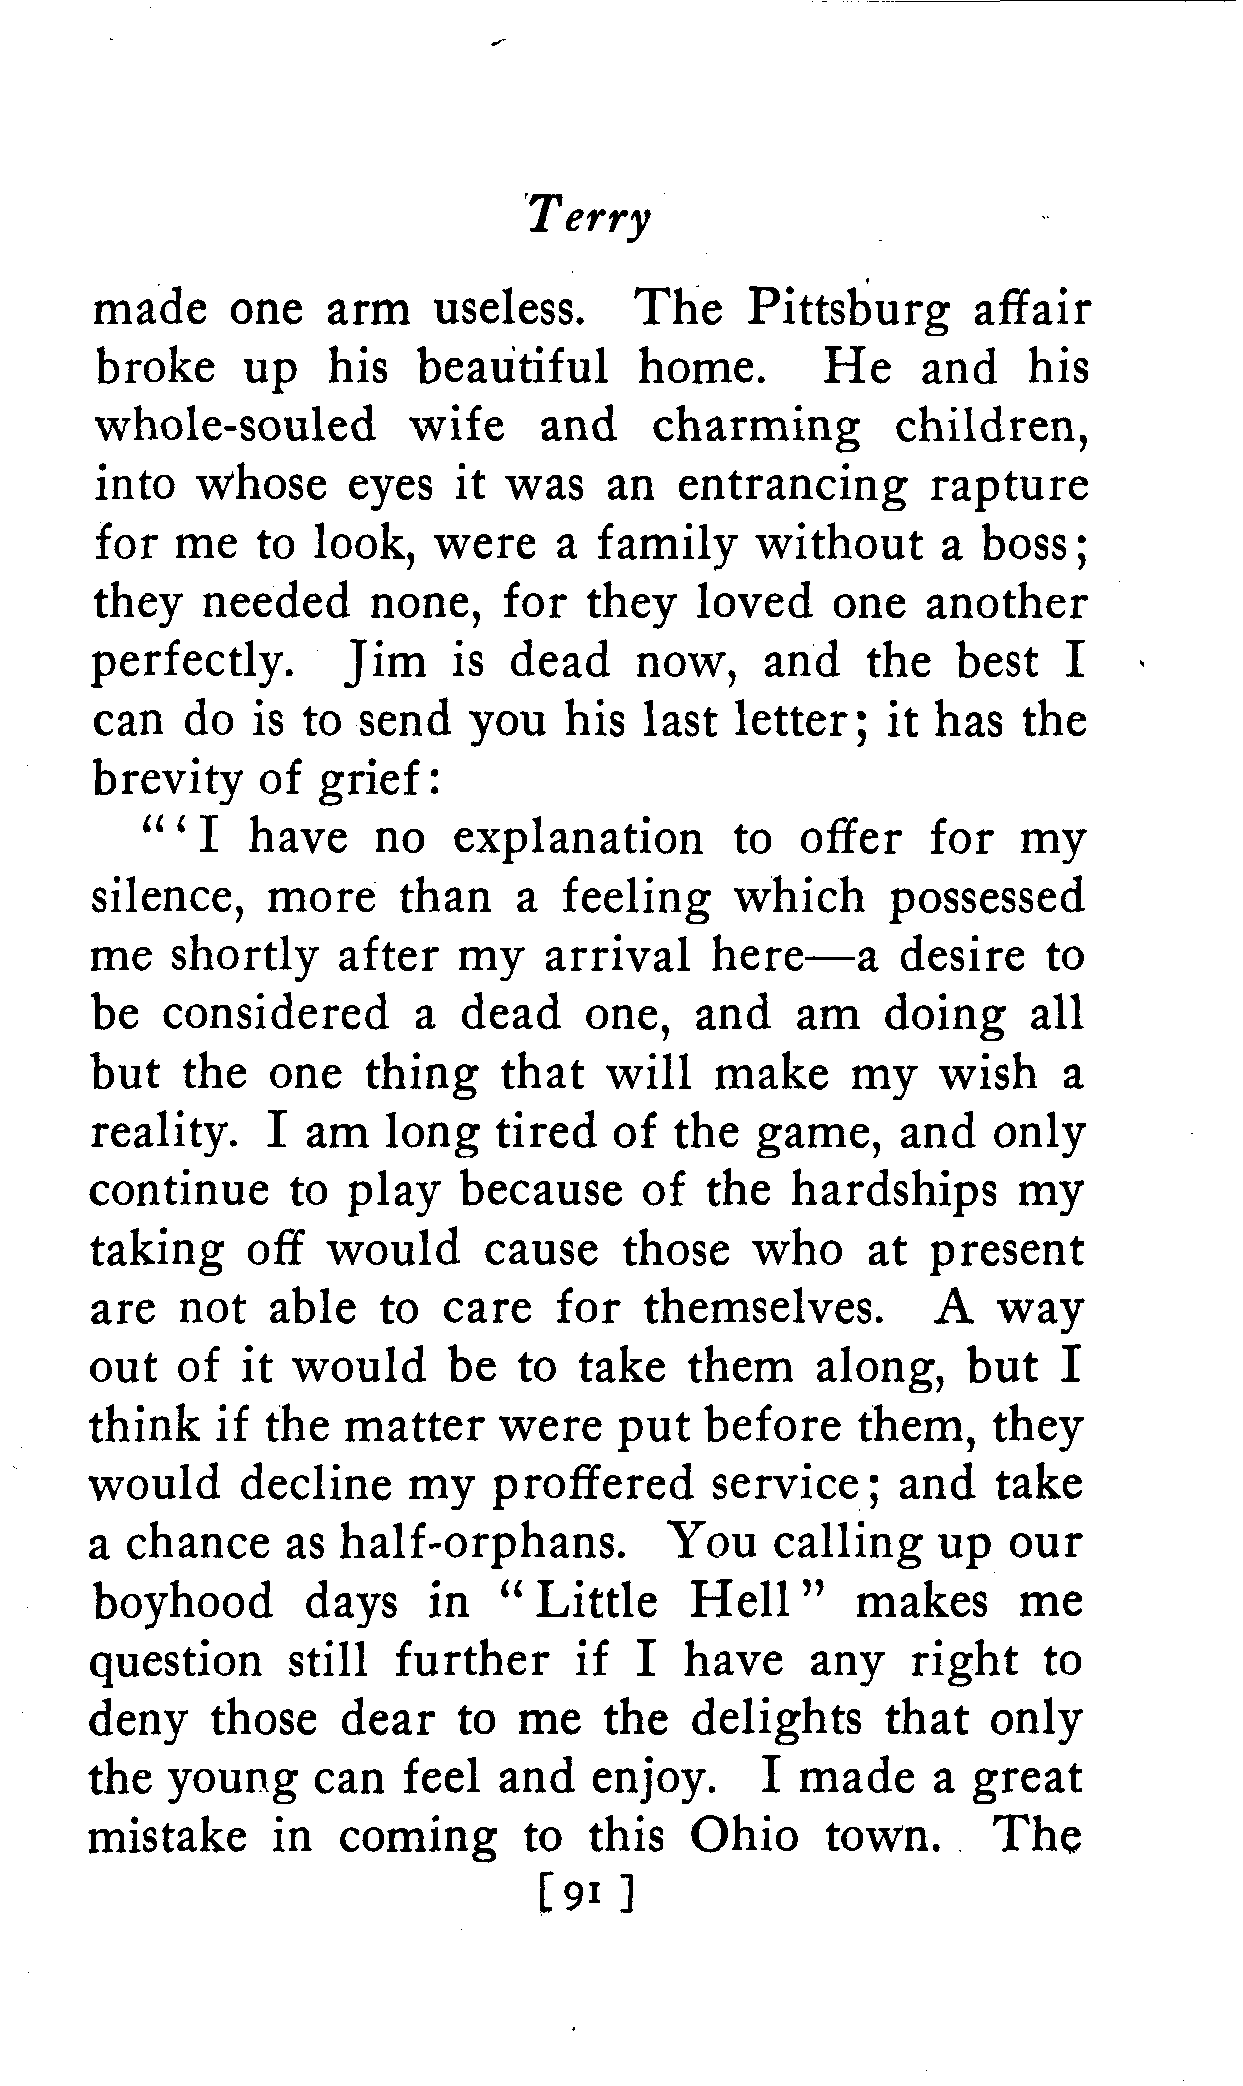 Terry
made one arm useless. The Pittsburg affair
broke up his beautiful home. He and his
whole-souled wife and charming children,
into whose eyes it was an entrancing rapture
for me to look, were a family without a boss;
they needed none, for they loved one another
perfectly. Jim is dead now, and the best I
can do is to send you his last letter; it has the
brevity of grief:
"'I have no explanation to offer for my
silence, more than a feeling which possessed
me shortly after my arrival here—a desire to
be considered a dead one, and am doing all
but the one thing that will make my wish a
reality. I am long tired of the game, and only
continue to play because of the hardships my
taking off would cause those who at present
are not able to care for themselves. A way
out of it would be to take them along, but I
think if the matter were put before them, they
would decline my proffered service; and take
a chance as half-orphans. You calling up our
boyhood days in "Little Hell" makes me
question still further if I have any right to
deny those dear to me the delights that only
the young can feel and enjoy. I made a great
mistake in coming to this Ohio town. The
[91]